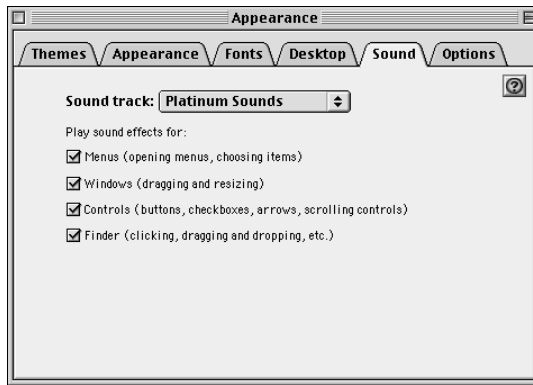 Appearance
Themes Appearance Fonts Desktop Sound Options
?
Sound track: Platinum Sounds
Play sound effects for:
Menus (opening menus, choosing items)
Windows (dragging and resizing)
Controls (buttons, checkboxes, arrows, scrolling controls)
Finder (clicking, dragging and dropping, etc.)